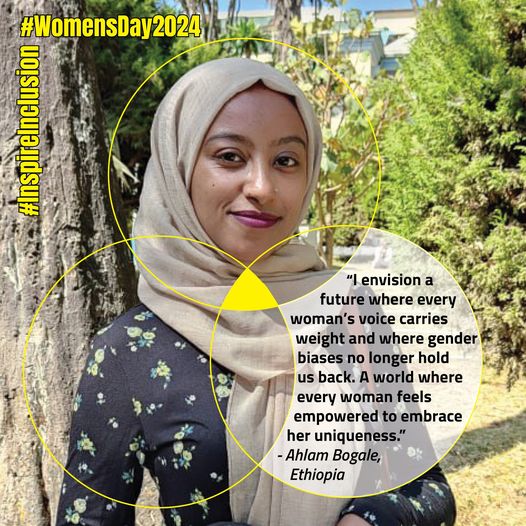 #WomensDay2024
#InspireInclusion
“I envision a
future where every
woman’s voice carries
weight and where gender
biases no longer hold
us back. A world where
every woman feels
empowered to embrace
her uniqueness.”
- Ahlam Bogale,
Ethiopia